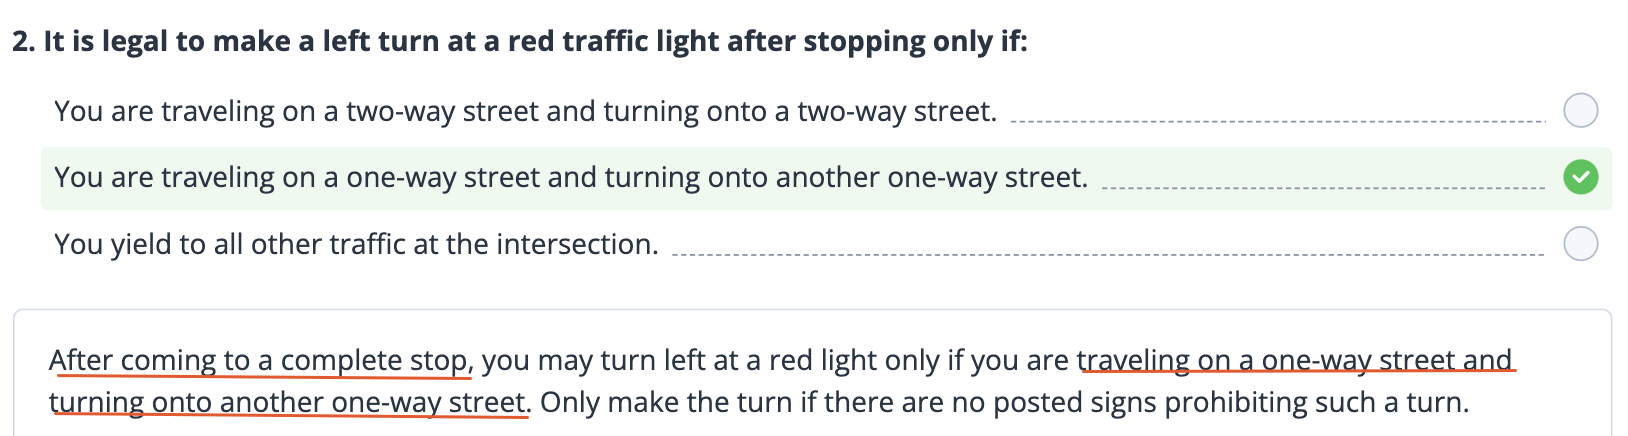 2. It is legal to make a left turn at a red traffic light after stopping only if:
You are traveling on a two-way street and turning onto a two-way street.
You are traveling on a one-way street and turning onto another one-way street.
You yield to all other traffic at the intersection.
After coming to a complete stop, you may turn left at a red light only if you are traveling on a one-way street and
turning onto another one-way street. Only make the turn if there are no posted signs prohibiting such a turn.